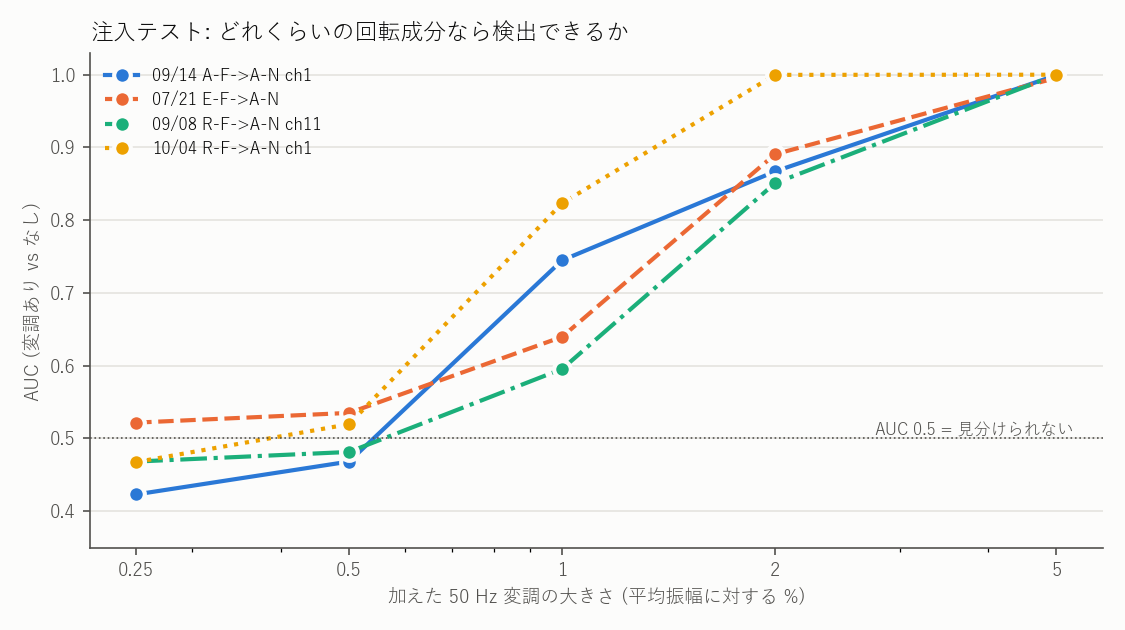 注入テスト: どれくらいの回転成分なら検出できるか
09/14 A-F->A-N ch1
07/21 E-F->A-N
09/08 R-F->A-N ch11
10/04 R-F->A-N ch1
AUC (変調あり vs なし)
1.0
0.9
0.8
0.7
0.6
0.5
0.4
AUC 0.5 = 見分けられない
0.25 0.5 1 2 5
加えた 50 Hz 変調の大きさ (平均振幅に対する %)